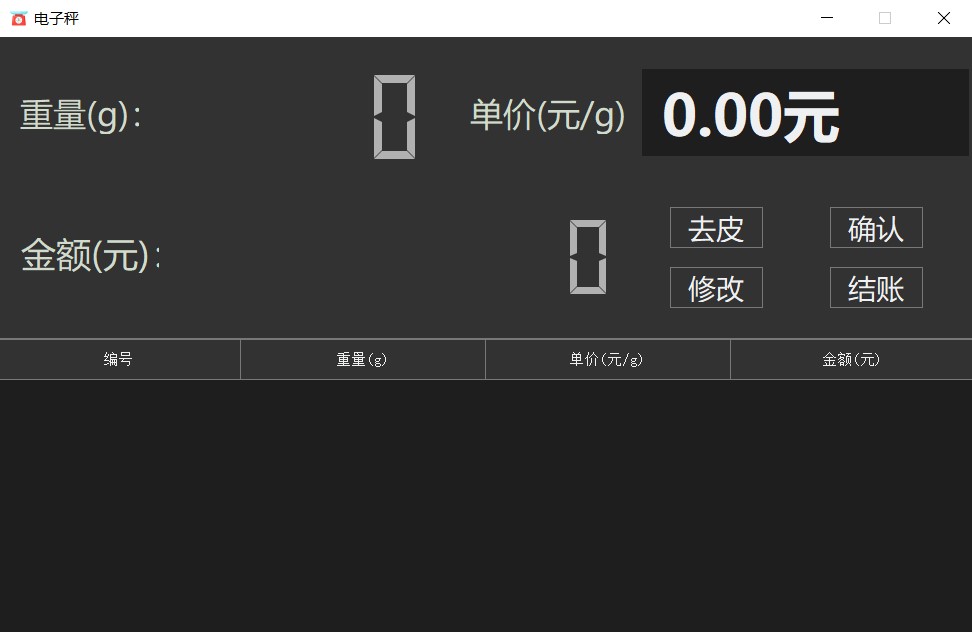 电子秤
重量(g):
0
单价(元/g)
0.00元
金额(元):
0
去皮
确认
修改
结账
编号
重量(g)
单价(元/g)
金额(元)